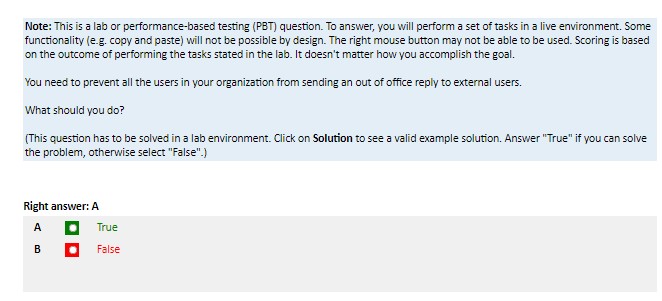 Note: This is a lab or performance-based testing (PBT) question. To answer, you will perform a set of tasks in a live environment. Some
functionality (e.g. copy and paste) will not be possible by design. The right mouse button may not be able to be used. Scoring is based
on the outcome of performing the tasks stated in the lab. It doesn't matter how you accomplish the goal.
You need to prevent all the users in your organization from sending an out of office reply to external users.
What should you do?
(This question has to be solved in a lab environment. Click on Solution to see a valid example solution. Answer "True" if you can solve
the problem, otherwise select "False".)
Right answer: A
A True
B False